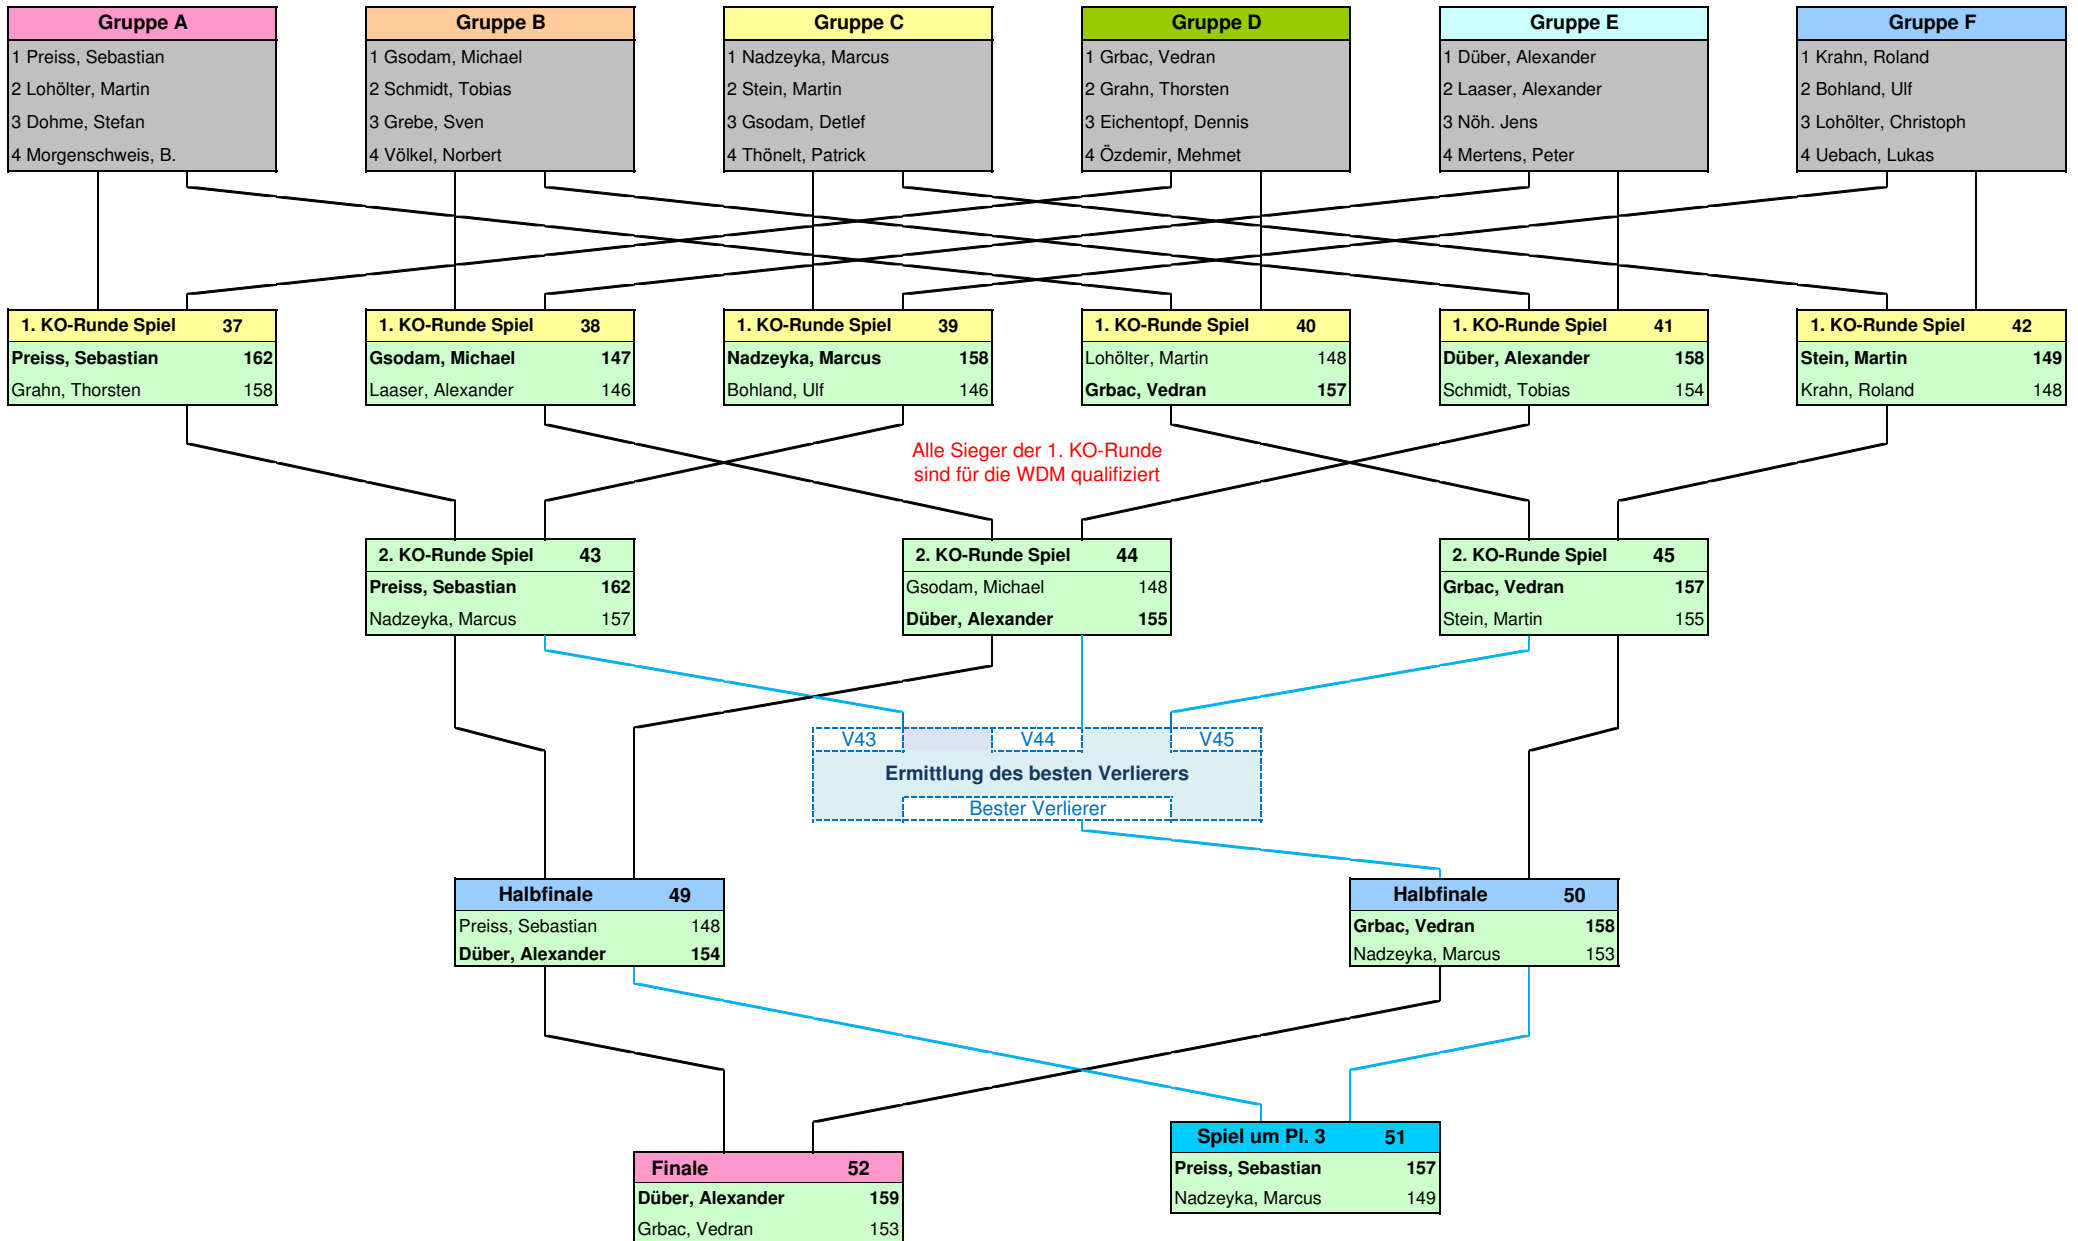 Gruppe A
1 Preiss, Sebastian
2 Lohölter, Martin
3 Dohme, Stefan
4 Morgenschweis, B.
Gruppe B
1 Gsodam, Michael
2 Schmidt, Tobias
3 Grebe, Sven
4 Völkel, Norbert
Gruppe C
1 Nadzeyka, Marcus
2 Stein, Martin
3 Gsodam, Detlef
4 Thönelt, Patrick
Gruppe D
1 Grbac, Vedran
2 Grahn, Thorsten
3 Eichentopf, Dennis
4 Özdemir, Mehmet
Gruppe E
1 Düber, Alexander
2 Laaser, Alexander
3 Nöh. Jens
4 Mertens, Peter
Gruppe F
1 Krahn, Roland
2 Bohland, Ulf
3 Lohölter, Christoph
4 Uebach, Lukas
1. KO-Runde Spiel 37
Preiss, Sebastian 162
Grahn, Thorsten 158
1. KO-Runde Spiel 38
Gsodam, Michael 147
Laaser, Alexander 146
1. KO-Runde Spiel 39
Nadzeyka, Marcus 158
Bohland, Ulf 146
1. KO-Runde Spiel 40
Lohölter, Martin 148
Grbac, Vedran 157
1. KO-Runde Spiel 41
Düber, Alexander 158
Schmidt, Tobias 154
1. KO-Runde Spiel 42
Stein, Martin 149
Krahn, Roland 148
Alle Sieger der 1. KO-Runde
sind für die WDM qualifiziert
2. KO-Runde Spiel 43
Preiss, Sebastian 162
Nadzeyka, Marcus 157
2. KO-Runde Spiel 44
Gsodam, Michael 148
Düber, Alexander 155
2. KO-Runde Spiel 45
Grbac, Vedran 157
Stein, Martin 155
V43 V44 V45
Ermittlung des besten Verlierers
Bester Verlierer
Halbfinale 49
Preiss, Sebastian 148
Düber, Alexander 154
Halbfinale 50
Grbac, Vedran 158
Nadzeyka, Marcus 153
Spiel um Pl. 3 51
Preiss, Sebastian 157
Nadzeyka, Marcus 149
Finale 52
Düber, Alexander 159
Grbac, Vedran 153